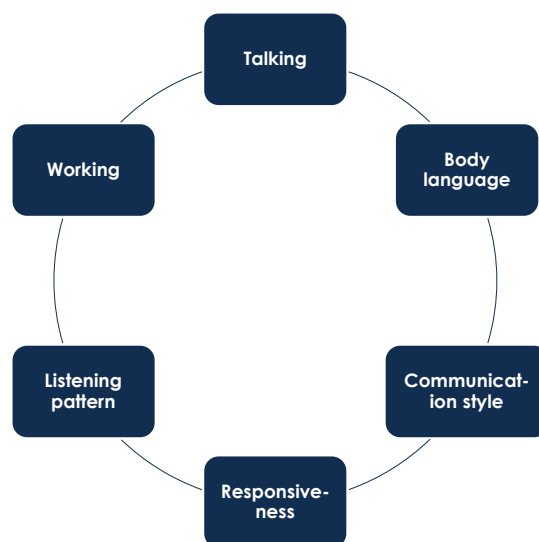 Talking
Body
language
Communicat-
ion style
Responsive-
ness
Listening
pattern
Working